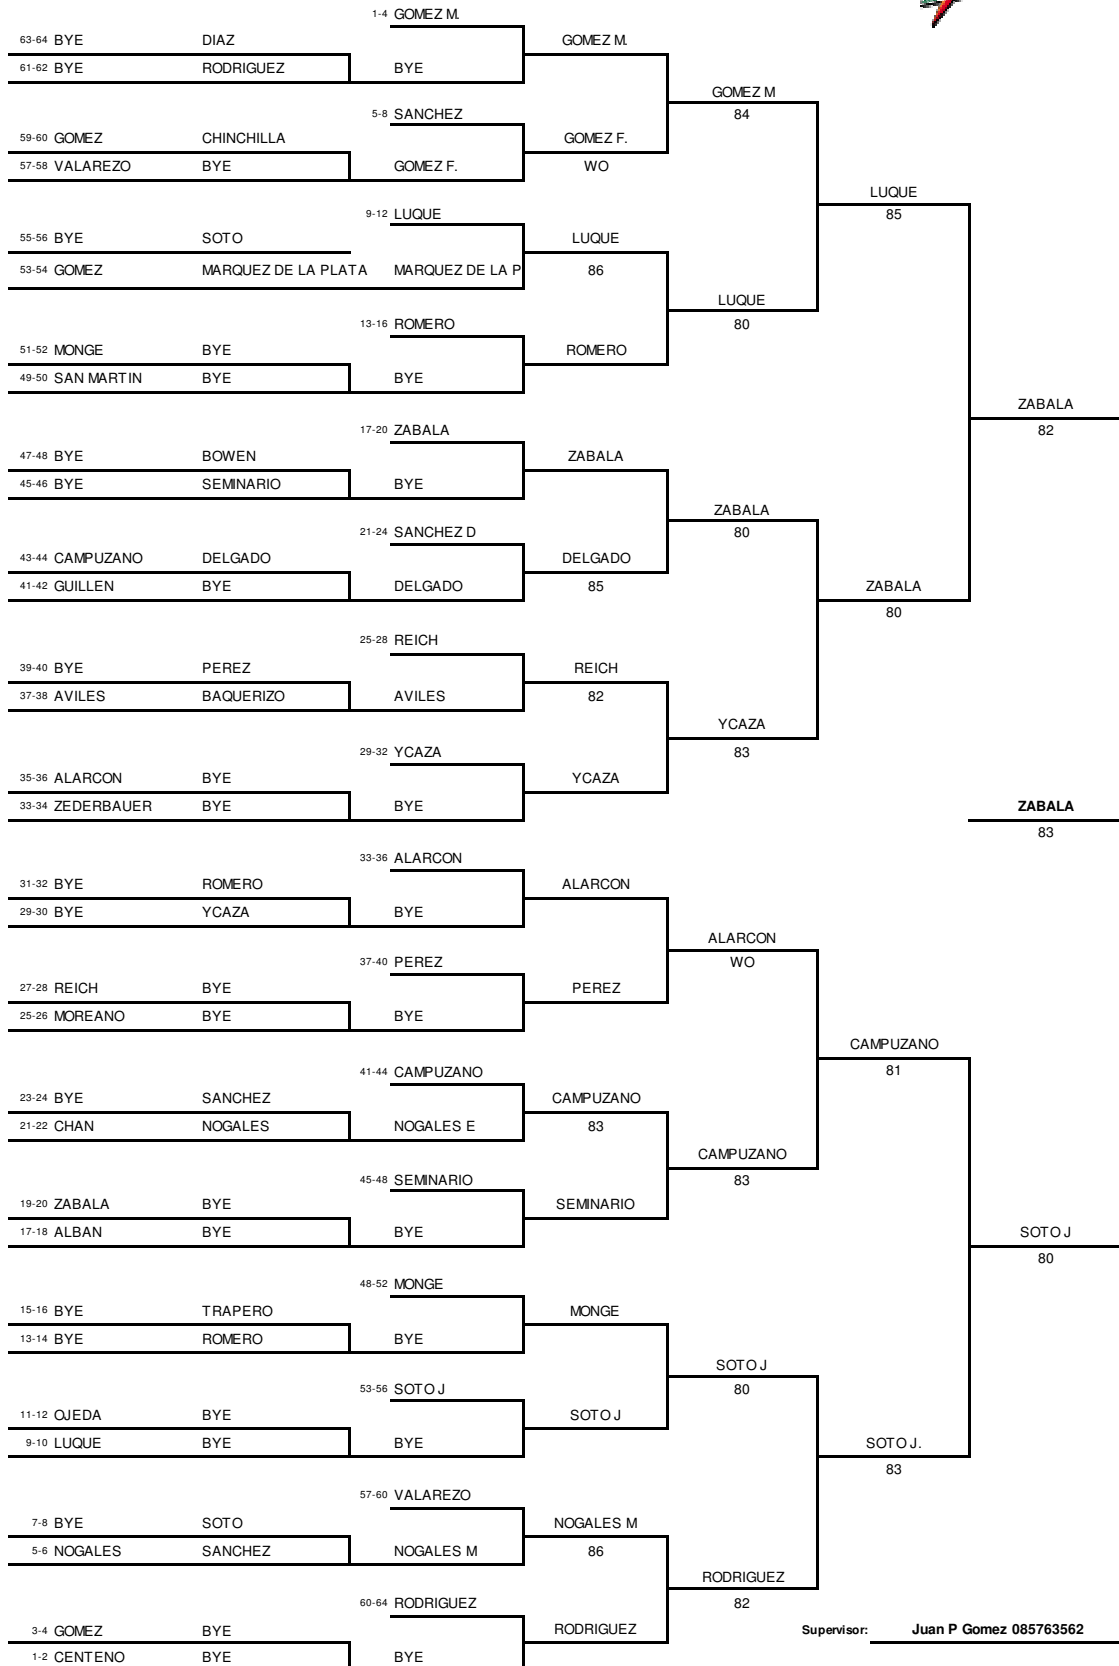 1-4 GOMEZ M.
63-64 BYE DIAZ GOMEZ M.
61-62 BYE RODRIGUEZ BYE
GOMEZ M
5-8 SANCHEZ 84
59-60 GOMEZ CHINCHILLA GOMEZ F.
57-58 VALAREZO BYE GOMEZ F. WO
LUQUE
9-12 LUQUE 85
55-56 BYE SOTO LUQUE
53-54 GOMEZ MARQUEZ DE LA PLATA MARQUEZ DE LA P 86
LUQUE
13-16 ROMERO 80
51-52 MONGE BYE ROMERO
49-50 SAN MARTIN BYE BYE
ZABALA
17-20 ZABALA 82
47-48 BYE BOWEN ZABALA
45-46 BYE SEMINARIO BYE
ZABALA
21-24 SANCHEZ D 80
43-44 CAMPUZANO DELGADO DELGADO
41-42 GUILLEN BYE DELGADO 85 ZABALA
80
25-28 REICH
39-40 BYE PEREZ REICH
37-38 AVILES BAQUERIZO AVILES 82
YCAZA
29-32 YCAZA 83
35-36 ALARCON BYE YCAZA
33-34 ZEDERBAUER BYE BYE ZABALA
83
33-36 ALARCON
31-32 BYE ROMERO ALARCON
29-30 BYE YCAZA BYE
ALARCON
37-40 PEREZ WO
27-28 REICH BYE PEREZ
25-26 MOREANO BYE BYE
CAMPUZANO
41-44 CAMPUZANO 81
23-24 BYE SANCHEZ CAMPUZANO
21-22 CHAN NOGALES NOGALES E 83
CAMPUZANO
45-48 SEMINARIO 83
19-20 ZABALA BYE SEMINARIO
17-18 ALBAN BYE BYE SOTO J
80
48-52 MONGE
15-16 BYE TRAPERO MONGE
13-14 BYE ROMERO BYE
SOTO J
53-56 SOTO J 80
11-12 OJEDA BYE SOTO J
9-10 LUQUE BYE BYE SOTO J.
83
57-60 VALAREZO
7-8 BYE SOTO NOGALES M
5-6 NOGALES SANCHEZ NOGALES M 86
RODRIGUEZ
60-64 RODRIGUEZ 82
3-4 GOMEZ BYE RODRIGUEZ Supervisor: Juan P Gomez 085763562
1-2 CENTENO BYE BYE